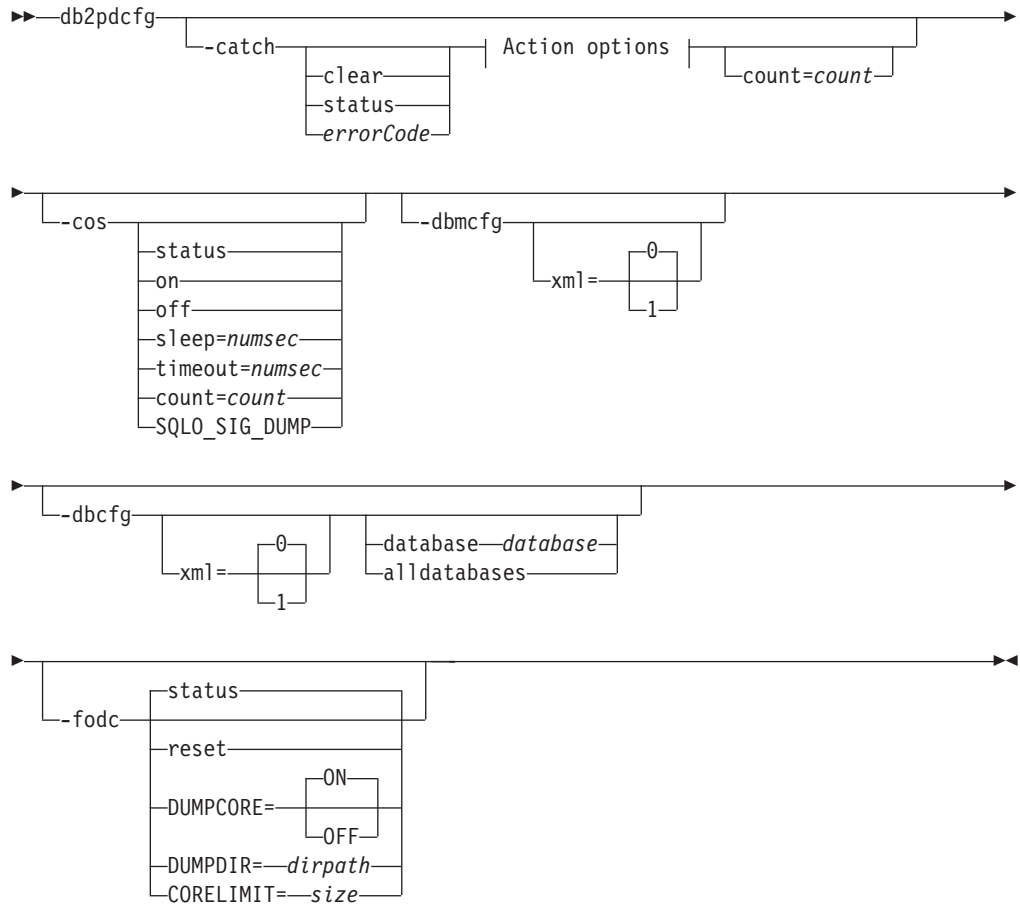 db2pdcfg
-catch Action options
clear count=count
status
errorCode
-cos -dbmcfg
status 0
on xml=
off 1
sleep=numsec
timeout=numsec
count=count
SQLO_SIG_DUMP
-dbcfg
0 database database
xml= alldatabases
1
status
-fodc
reset
ON
DUMPCORE=
OFF
DUMPDIR= dirpath
CORELIMIT= size